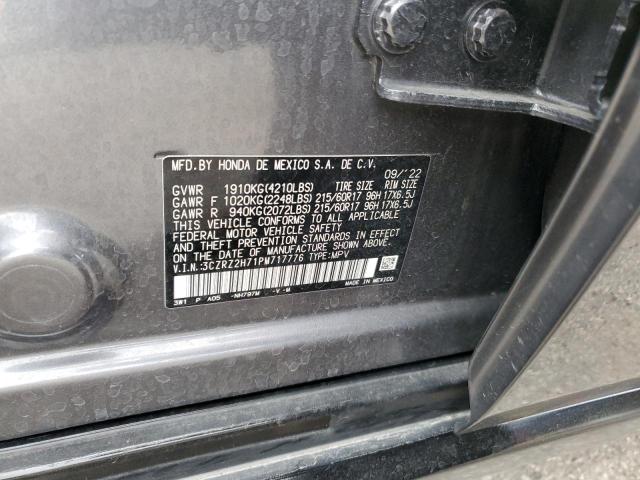 MFD.BY HONDA DE MEXICO S.A. DE C.V.
09/'22
GVWR 1910KG(4210LBS) TIRE SIZE RIM SIZE
GAWR F 1020KG(2248LBS) 215/60R17 96H 17X6.5J
GAWR R 940KG(2072LBS) 215/60R17 96H 17X6.5J
THIS VEHICLE CONFORMS TO ALL APPLICABLE
FEDERAL MOTOR VEHICLE SAFETY
AND THEFT PREVENTION STANDARDS IN EFFECT
ON THE DATE OF MANUFACTURE SHOWN ABOVE.
V.I.N.:3CZRZ2H71PM717776 TYPE:MPV
3W1 P A05 -NH797M -V-M MADE IN MEXICO